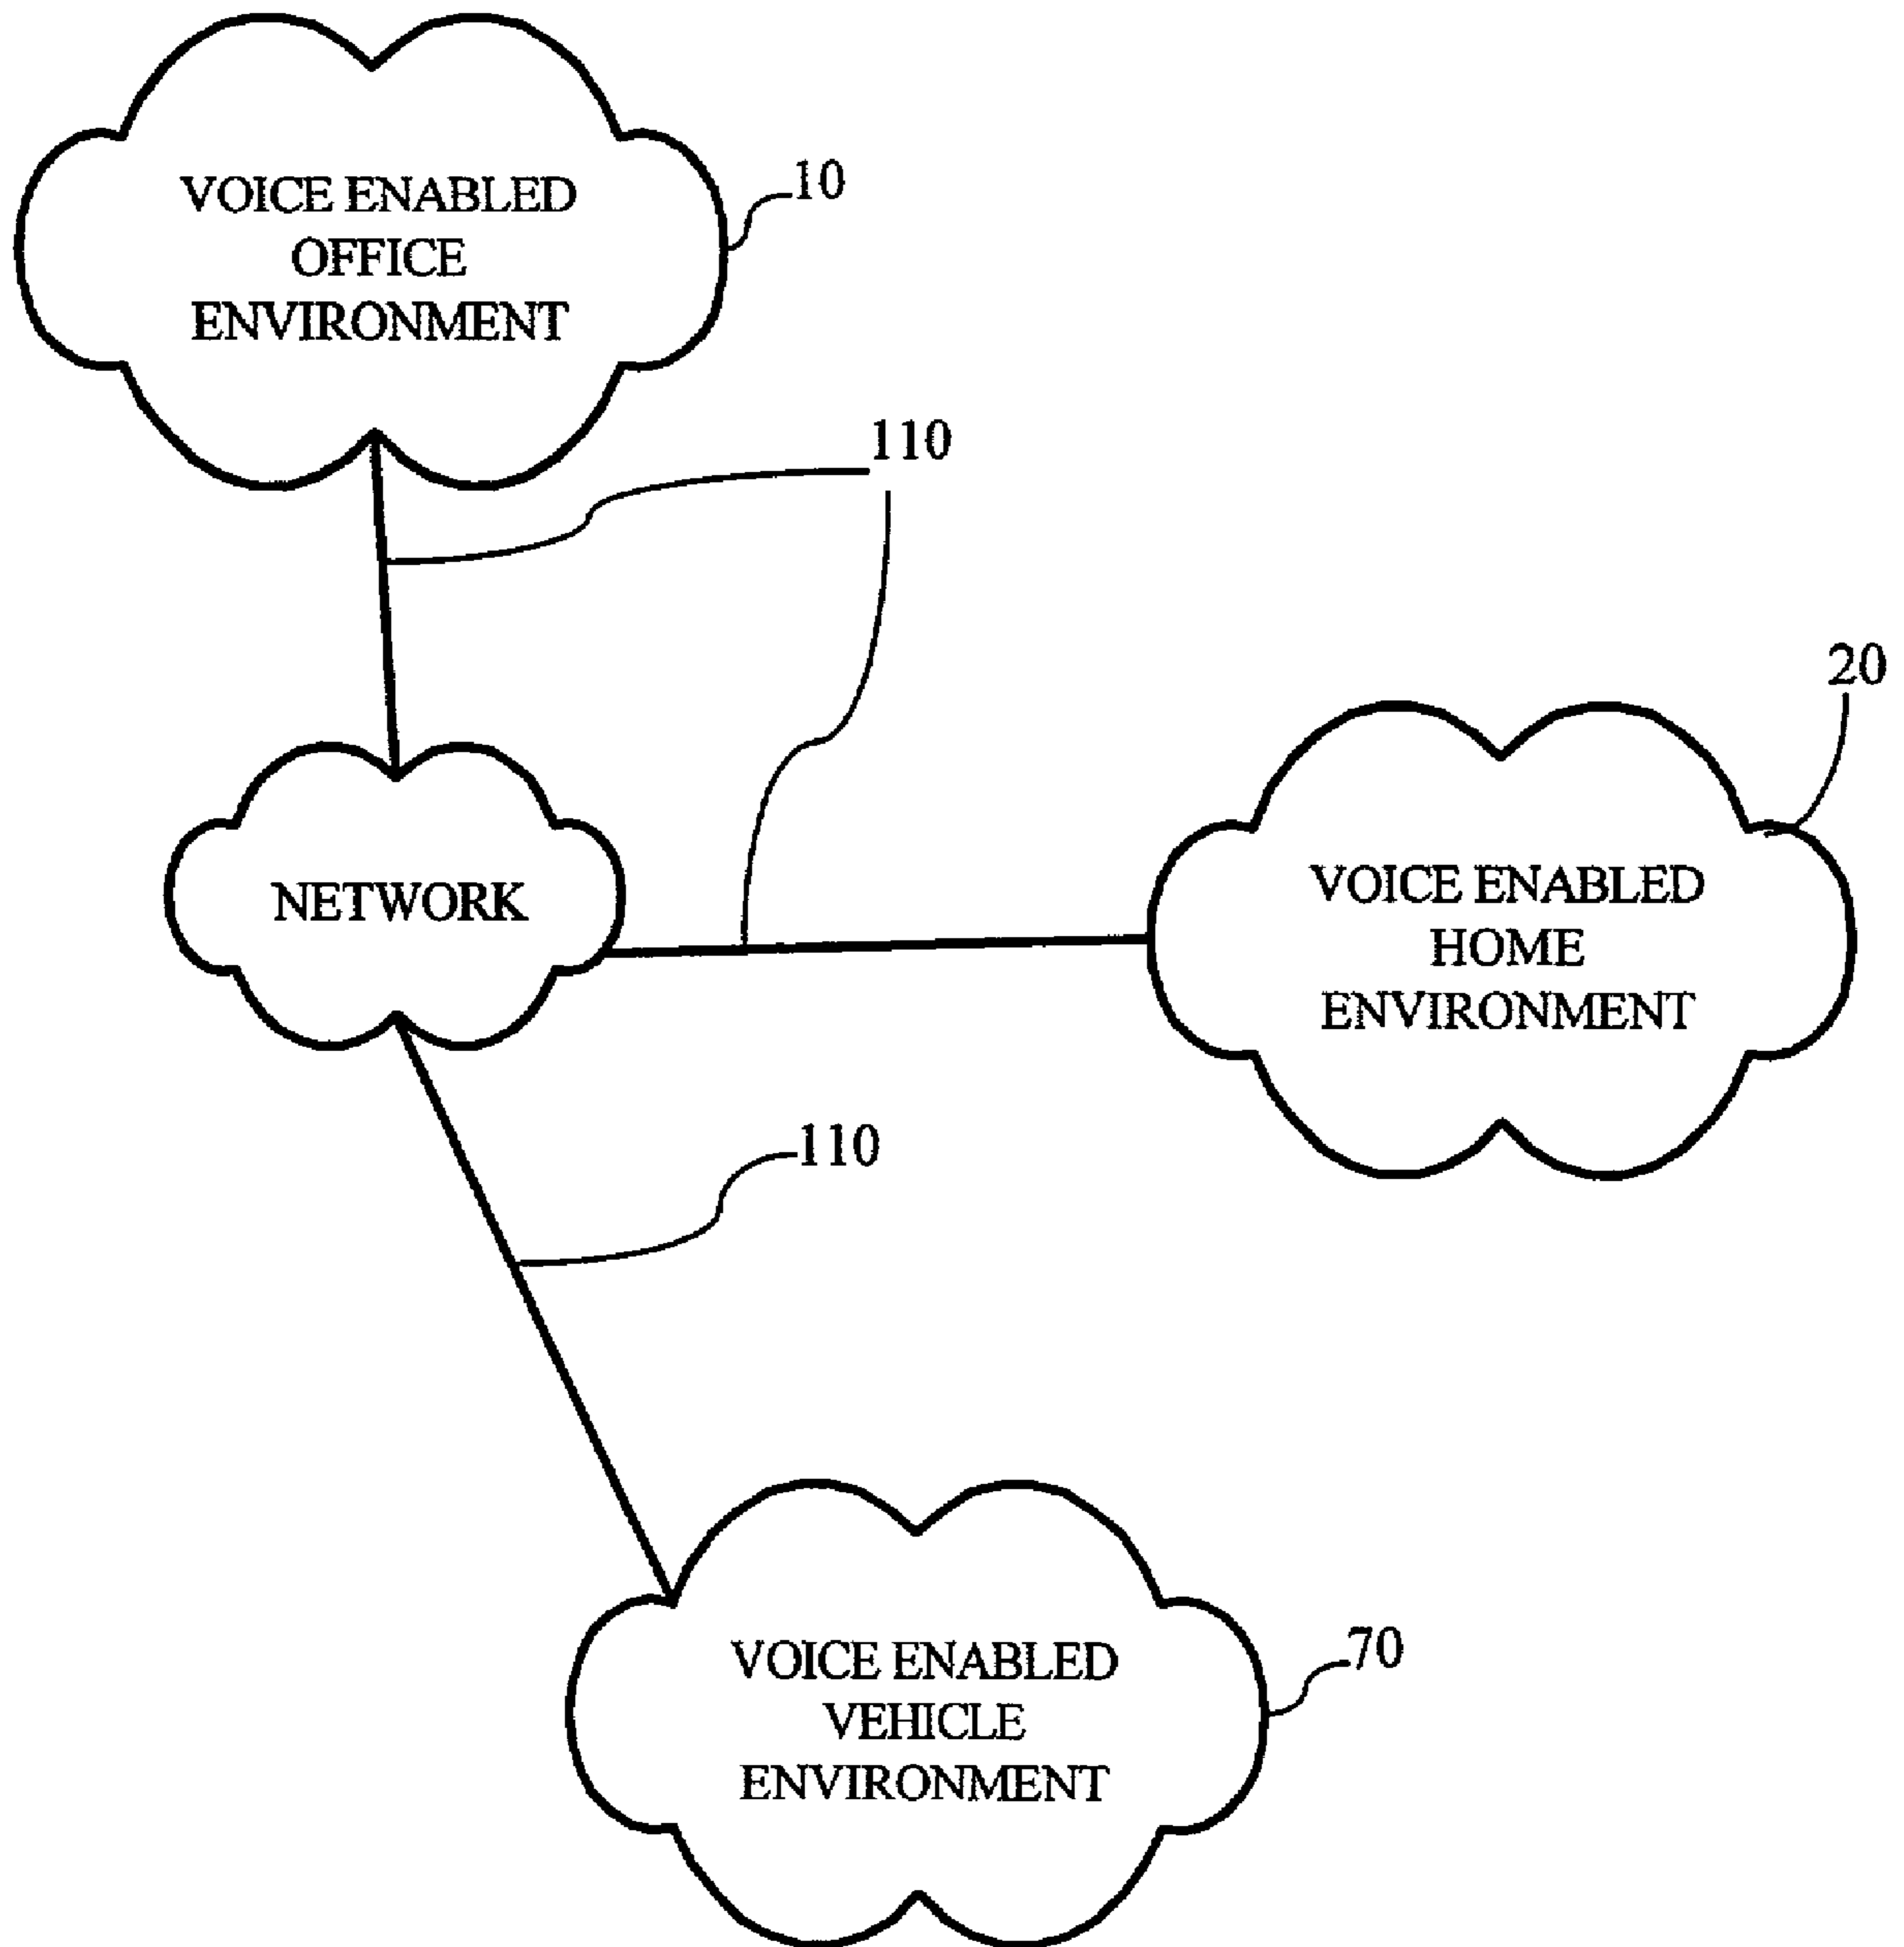 VOICE ENABLED
OFFICE
ENVIRONMENT
10
110
20
NETWORK
VOICE ENABLED
HOME
ENVIRONMENT
110
VOICE ENABLED
VEHICLE
ENVIRONMENT
70